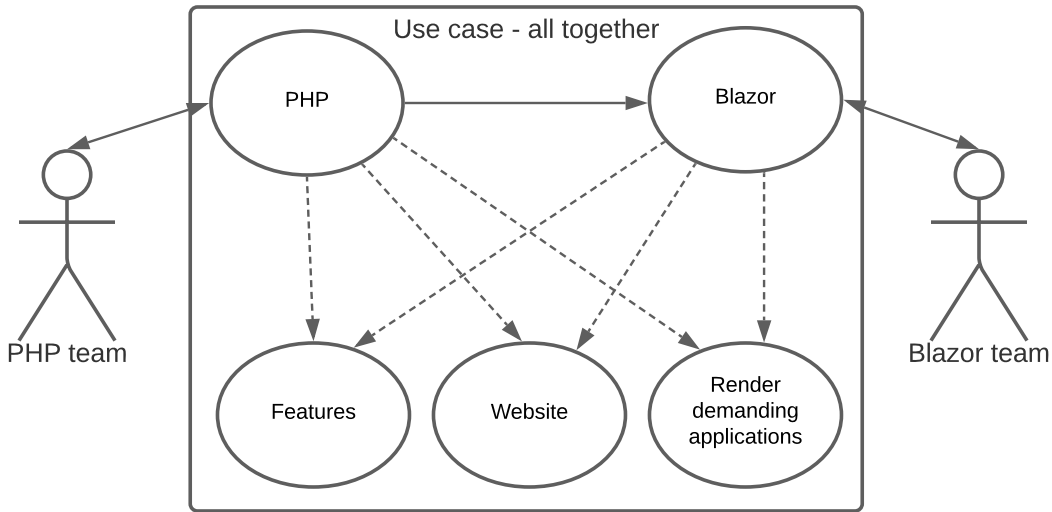 Use case - all together
PHP
Blazor
PHP team
Blazor team
Features
Website
Render
demanding
applications